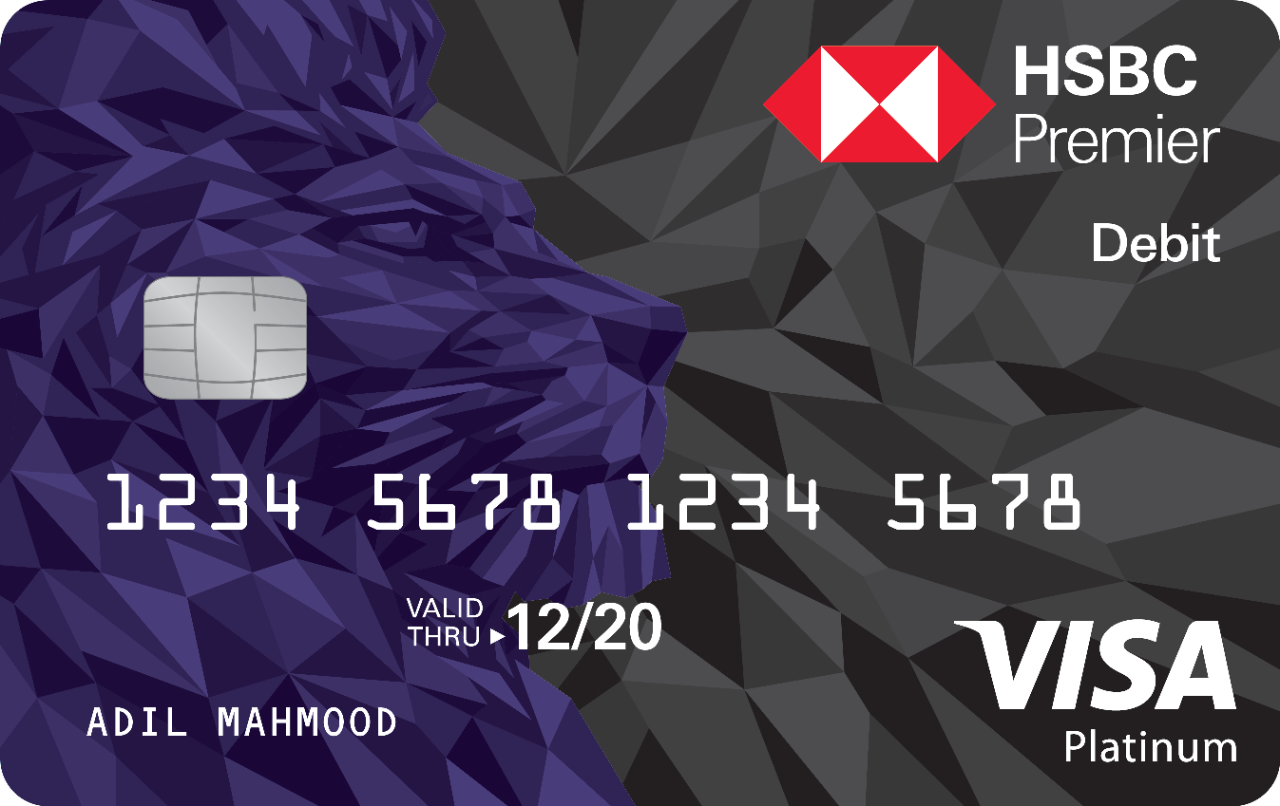 HSBC
Premier
Debit
1234 5678 1234 5678
VALID
THRU ▶12/20
ADIL MAHMOOD
VISA
Platinum